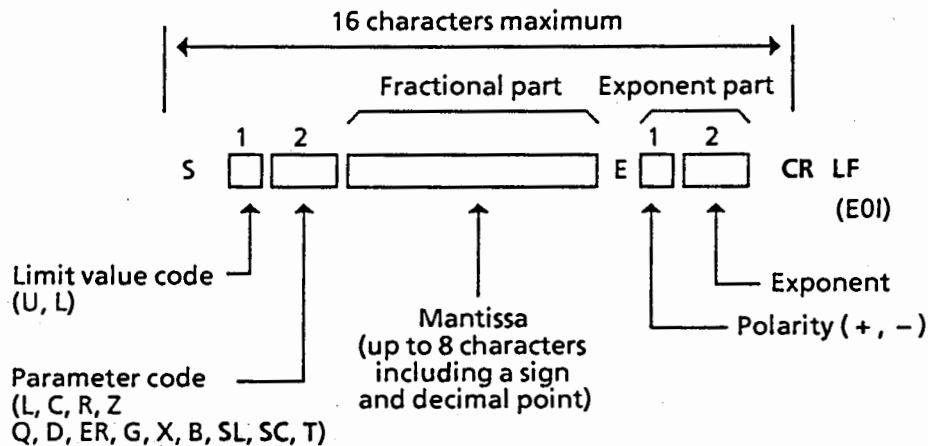 16 characters maximum
Fractional part Exponent part
1 2 1 2
S E CR LF
(EOI)
Limit value code
(U, L)
Exponent
Mantissa
(up to 8 characters
including a sign
and decimal point)
Polarity (+, −)
Parameter code
(L, C, R, Z
Q, D, ER, G, X, B, SL, SC, T)